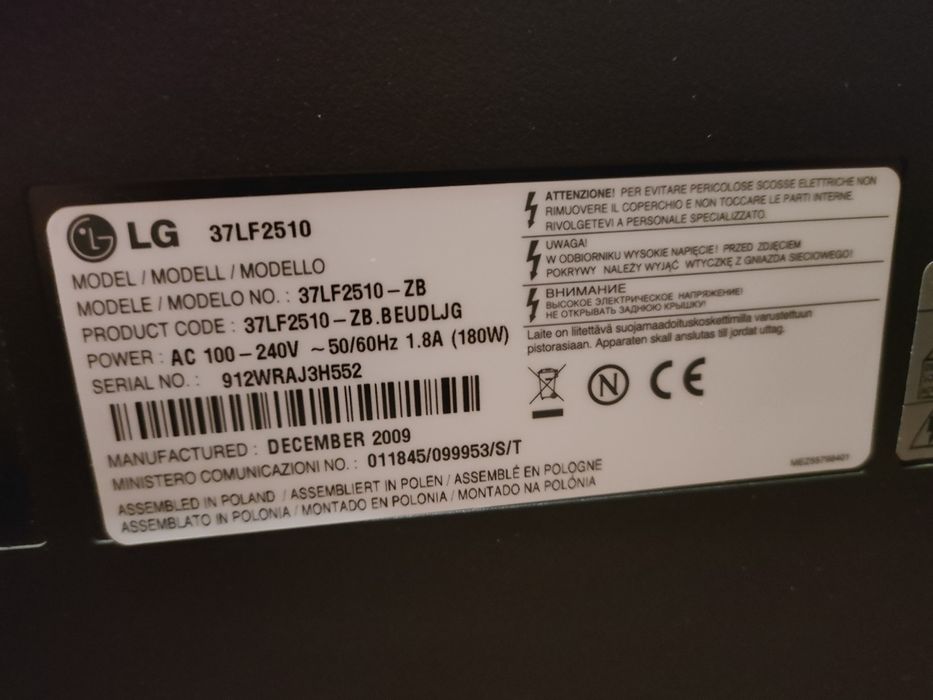 LG 37LF2510
MODEL / MODELL / MODELLO
MODELE / MODELO NO. : 37LF2510-ZB
PRODUCT CODE : 37LF2510-ZB.BEUDLJG
POWER : AC 100-240V ~50/60Hz 1.8A (180W)
SERIAL NO. : 912WRAJ3H552
MANUFACTURED : DECEMBER 2009
MINISTERO COMUNICAZIONI NO. : 011845/099953/S/T
ASSEMBLED IN POLAND / ASSEMBLIERT IN POLEN / ASSEMBLÉ EN POLOGNE
ASSEMBLATO IN POLONIA / MONTADO EN POLONIA / MONTADO NA POLÓNIA
ATTENZIONE! PER EVITARE PERICOLOSE SCOSSE ELETTRICHE NON
RIMUOVERE IL COPERCHIO E NON TOCCARE LE PARTI INTERNE.
RIVOLGETEVI A PERSONALE SPECIALIZZATO.
UWAGA!
W ODBIORNIKU WYSOKIE NAPIĘCIE! PRZED ZDJĘCIEM
POKRYWY NALEŻY WYJĄĆ WTYCZKĘ Z GNIAZDA SIECIOWEGO!
ВНИМАНИЕ
ВЫСОКОЕ ЭЛЕКТРИЧЕСКОЕ НАПРЯЖЕНИЕ!
НЕ ОТКРЫВАТЬ ЗАДНЮЮ КРЫШКУ!
Laite on liitettävä suojamaadoituskoskettimilla varustettuun
pistorasiaan. Apparaten skall anslutas till jordat uttag.
N CE
MEZ55798401